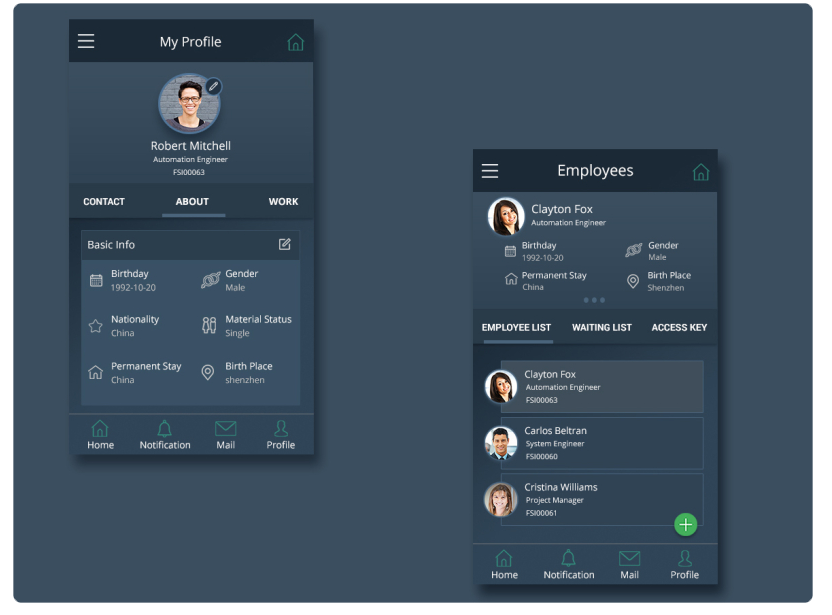 My Profile
Robert Mitchell
Automation Engineer
FSI00063
CONTACT ABOUT WORK
Basic Info
Birthday Gender
1992-10-20 Male
Nationality Material Status
China Single
Permanent Stay Birth Place
China shenzhen
Home Notification Mail Profile
Employees
Clayton Fox
Automation Engineer
Birthday Gender
1992-10-20 Male
Permanent Stay Birth Place
China Shenzhen
EMPLOYEE LIST WAITING LIST ACCESS KEY
Clayton Fox
Automation Engineer
FSI00063
Carlos Beltran
System Engineer
FSI00060
Cristina Williams
Project Manager
FSI00061
Home Notification Mail Profile